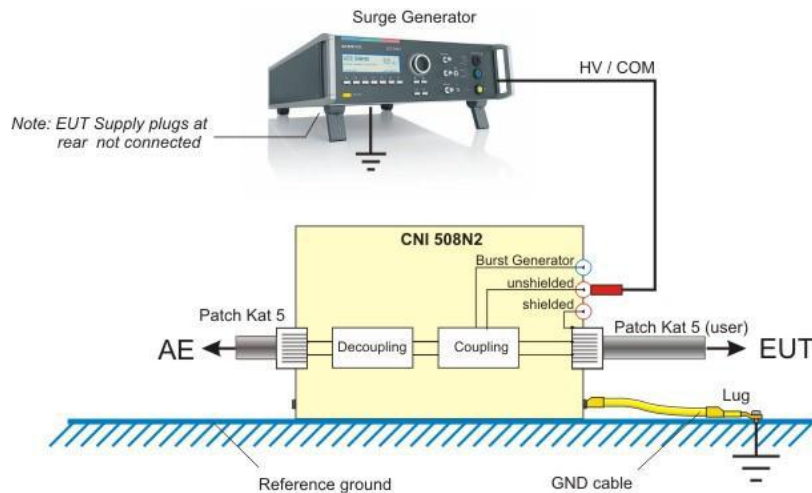 Surge Generator
HV / COM
Note: EUT Supply plugs at
rear not connected
CNI 508N2
Burst Generator
unshielded
shielded
Patch Kat 5
Patch Kat 5 (user)
AE
Decoupling
Coupling
EUT
Lug
Reference ground
GND cable